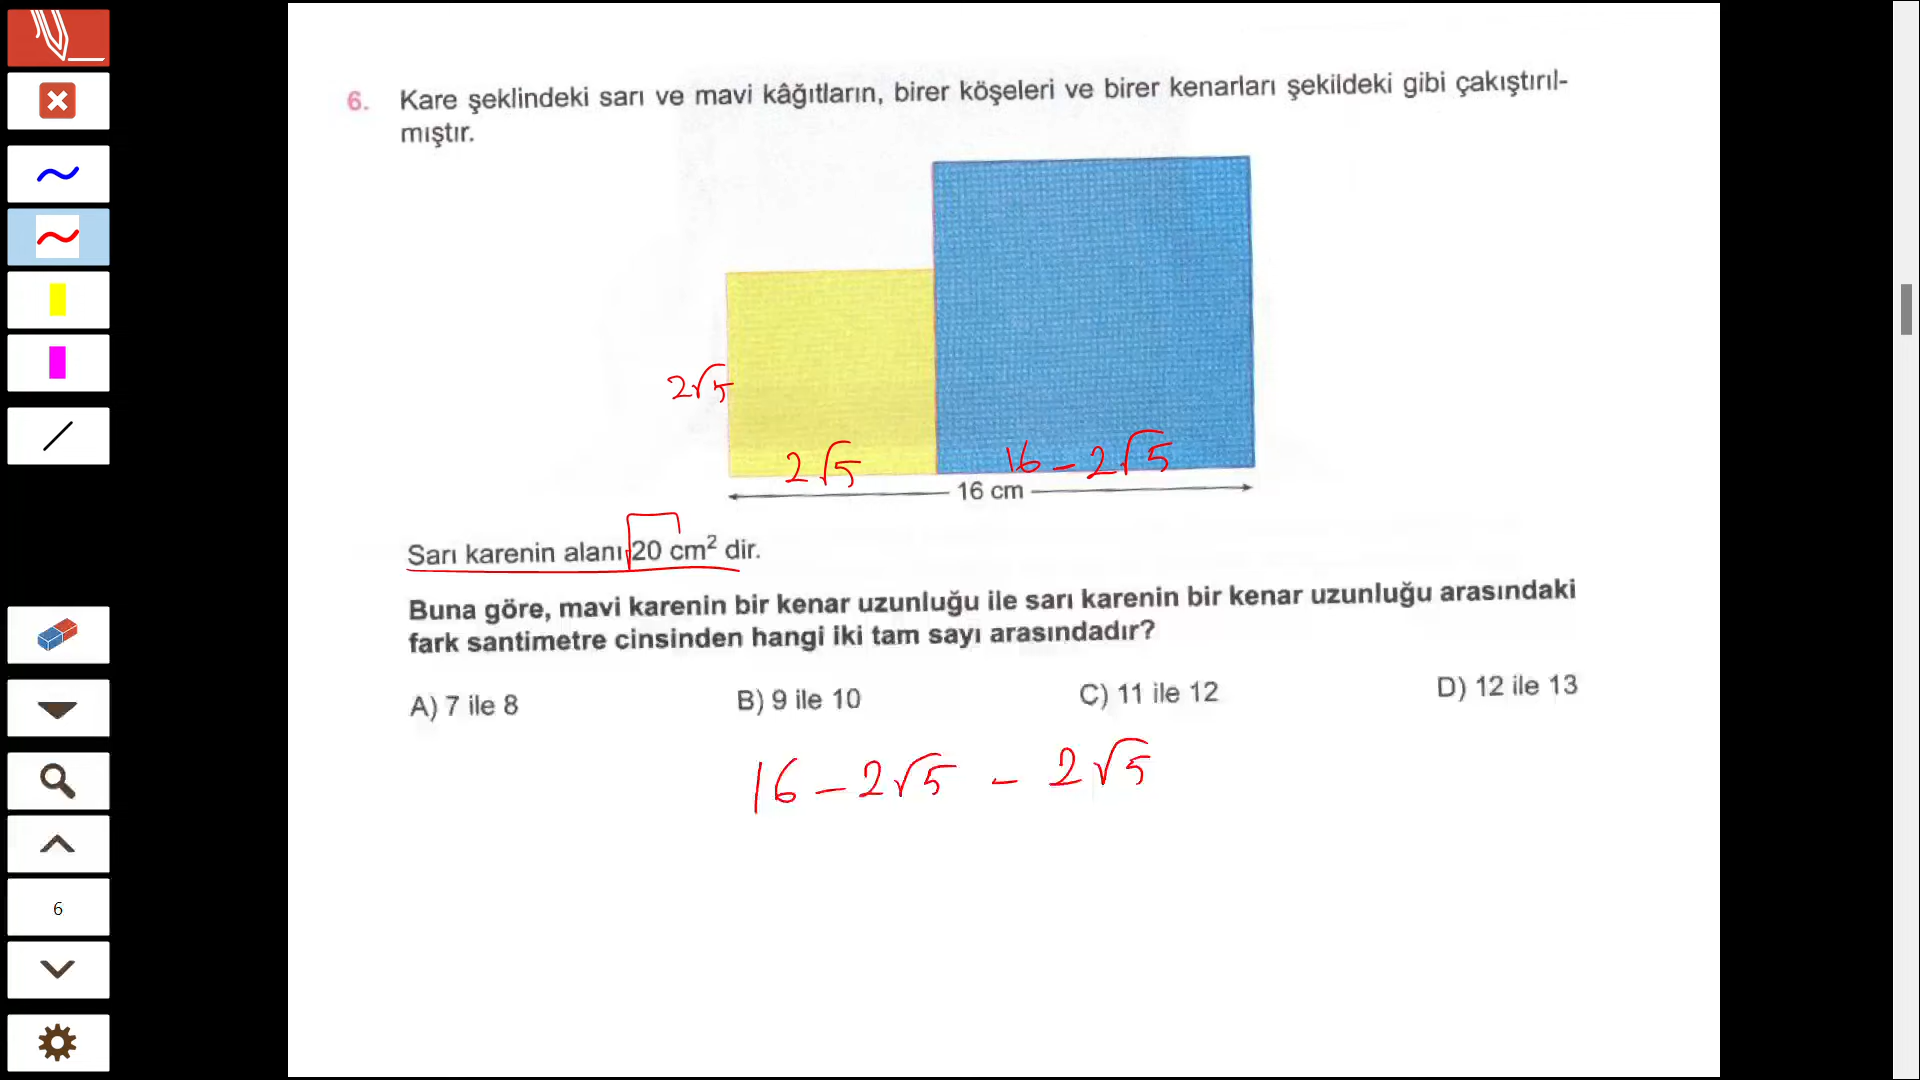 6. Kare şeklindeki sarı ve mavi kâğıtların, birer köşeleri ve birer kenarları şekildeki gibi çakıştırıl-
mıştır.
2√5
2√5
16 - 2√5
16 cm
Sarı karenin alanı 20 cm² dir.
Buna göre, mavi karenin bir kenar uzunluğu ile sarı karenin bir kenar uzunluğu arasındaki
fark santimetre cinsinden hangi iki tam sayı arasındadır?
A) 7 ile 8 B) 9 ile 10 C) 11 ile 12 D) 12 ile 13
16 - 2√5 - 2√5
6